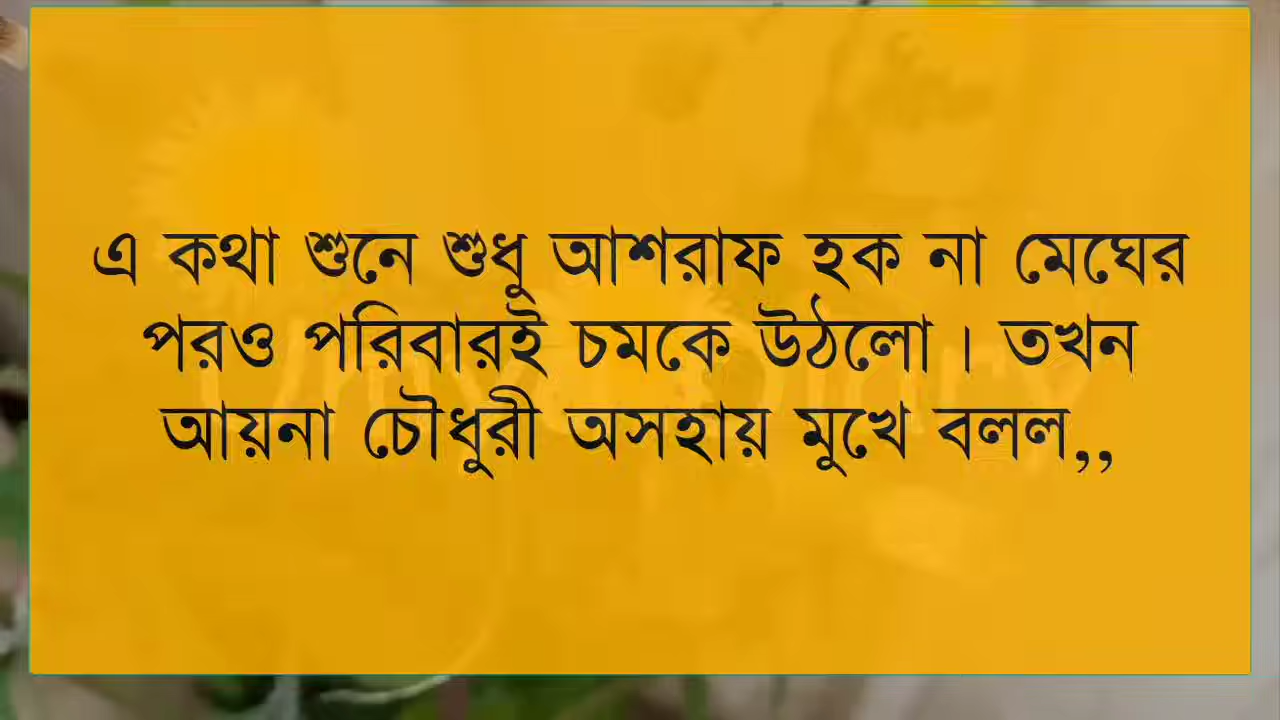 এ কথা শুনে শুধু আশরাফ হক না মেঘের
পরও পরিবারই চমকে উঠলো। তখন
আয়না চৌধুরী অসহায় মুখে বলল,,